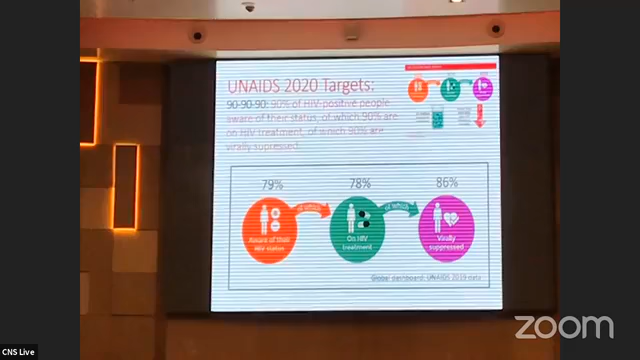 UNAIDS 2020 Targets:
90-90-90: 90% of HIV-positive people
aware of their status, of which 90% are
on HIV treatment, of which 90% are
virally suppressed
79%
78%
86%
of which
of which
Aware of their
HIV status
On HIV
treatment
Virally
suppressed
Global dashboard: UNAIDS 2019 data
zoom
CNS Live